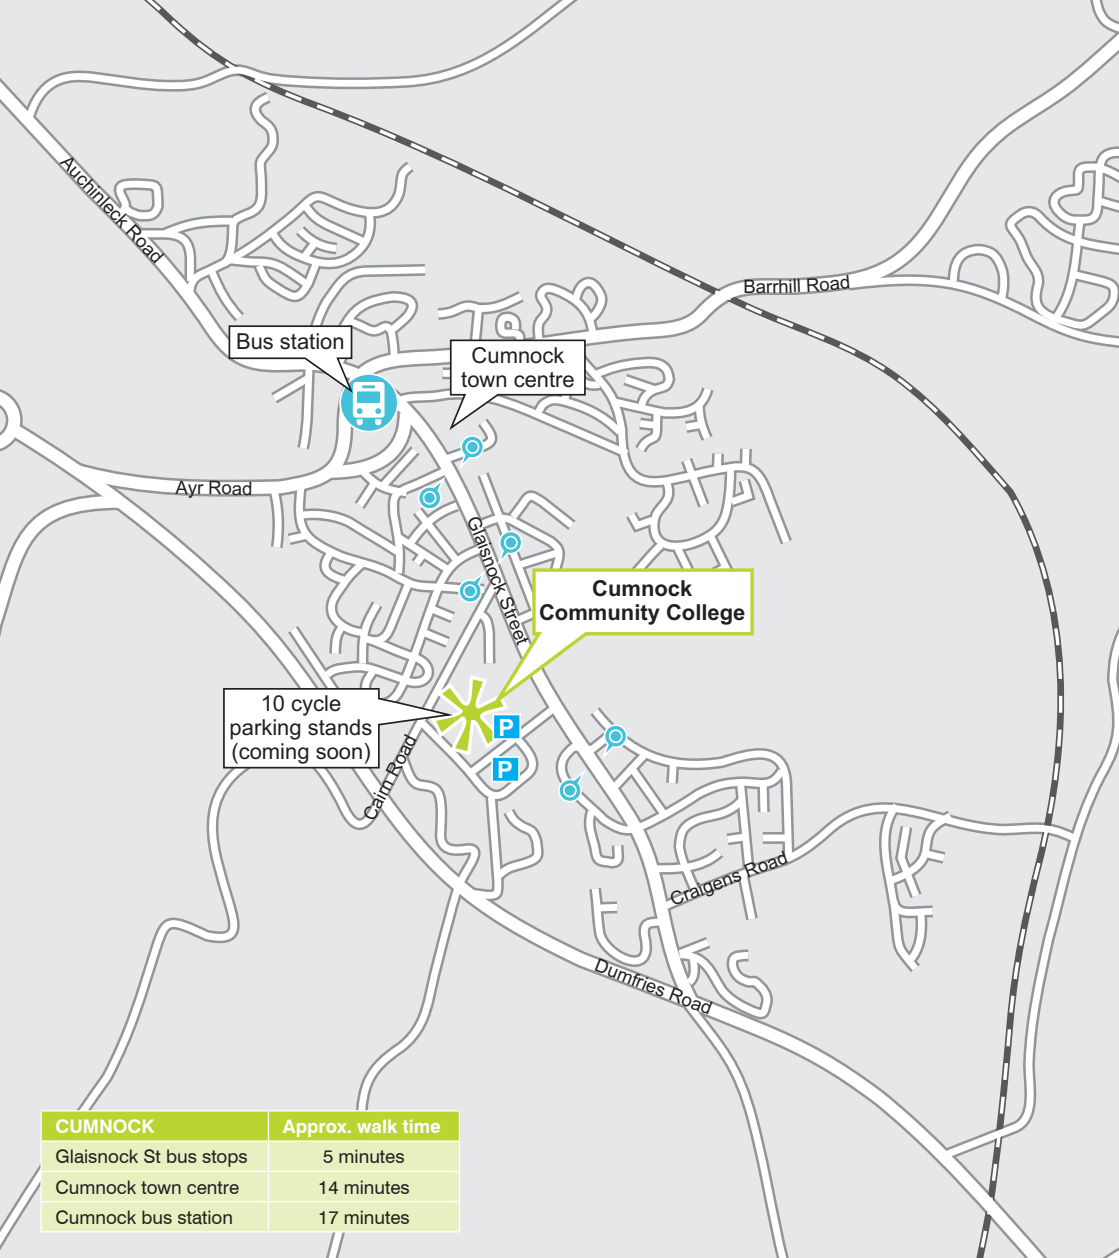 Auchinleck Road
Barrhill Road
Bus station
Cumnock
town centre
Ayr Road
Glaisnock Street
Cumnock
Community College
10 cycle
parking stands
(coming soon)
P
P
Cairn Road
Craigens Road
Dumfries Road
CUMNOCK Approx. walk time
Glaisnock St bus stops 5 minutes
Cumnock town centre 14 minutes
Cumnock bus station 17 minutes